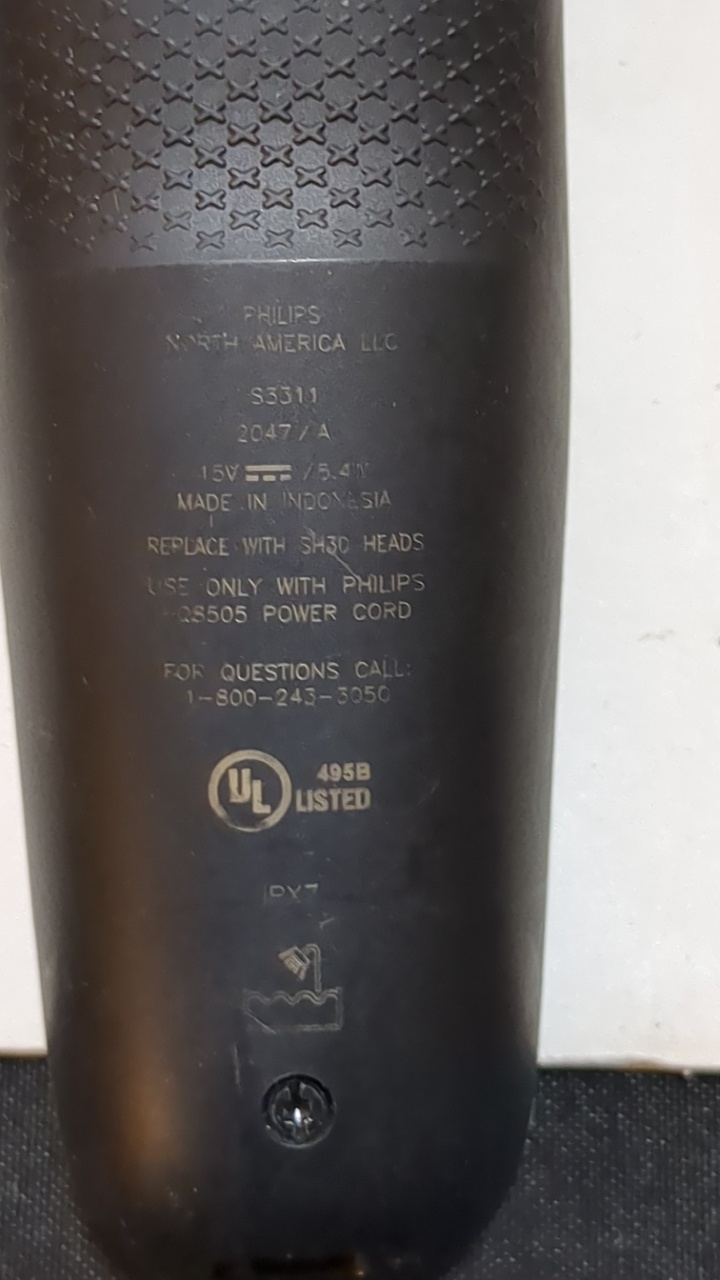 PHILIPS
NORTH AMERICA LLC
S3311
2047 / A
15V /5.4W
MADE IN INDONESIA
REPLACE WITH SH30 HEADS
USE ONLY WITH PHILIPS
HQ8505 POWER CORD
FOR QUESTIONS CALL:
1-800-243-3050
UL
495B
LISTED
IPX7